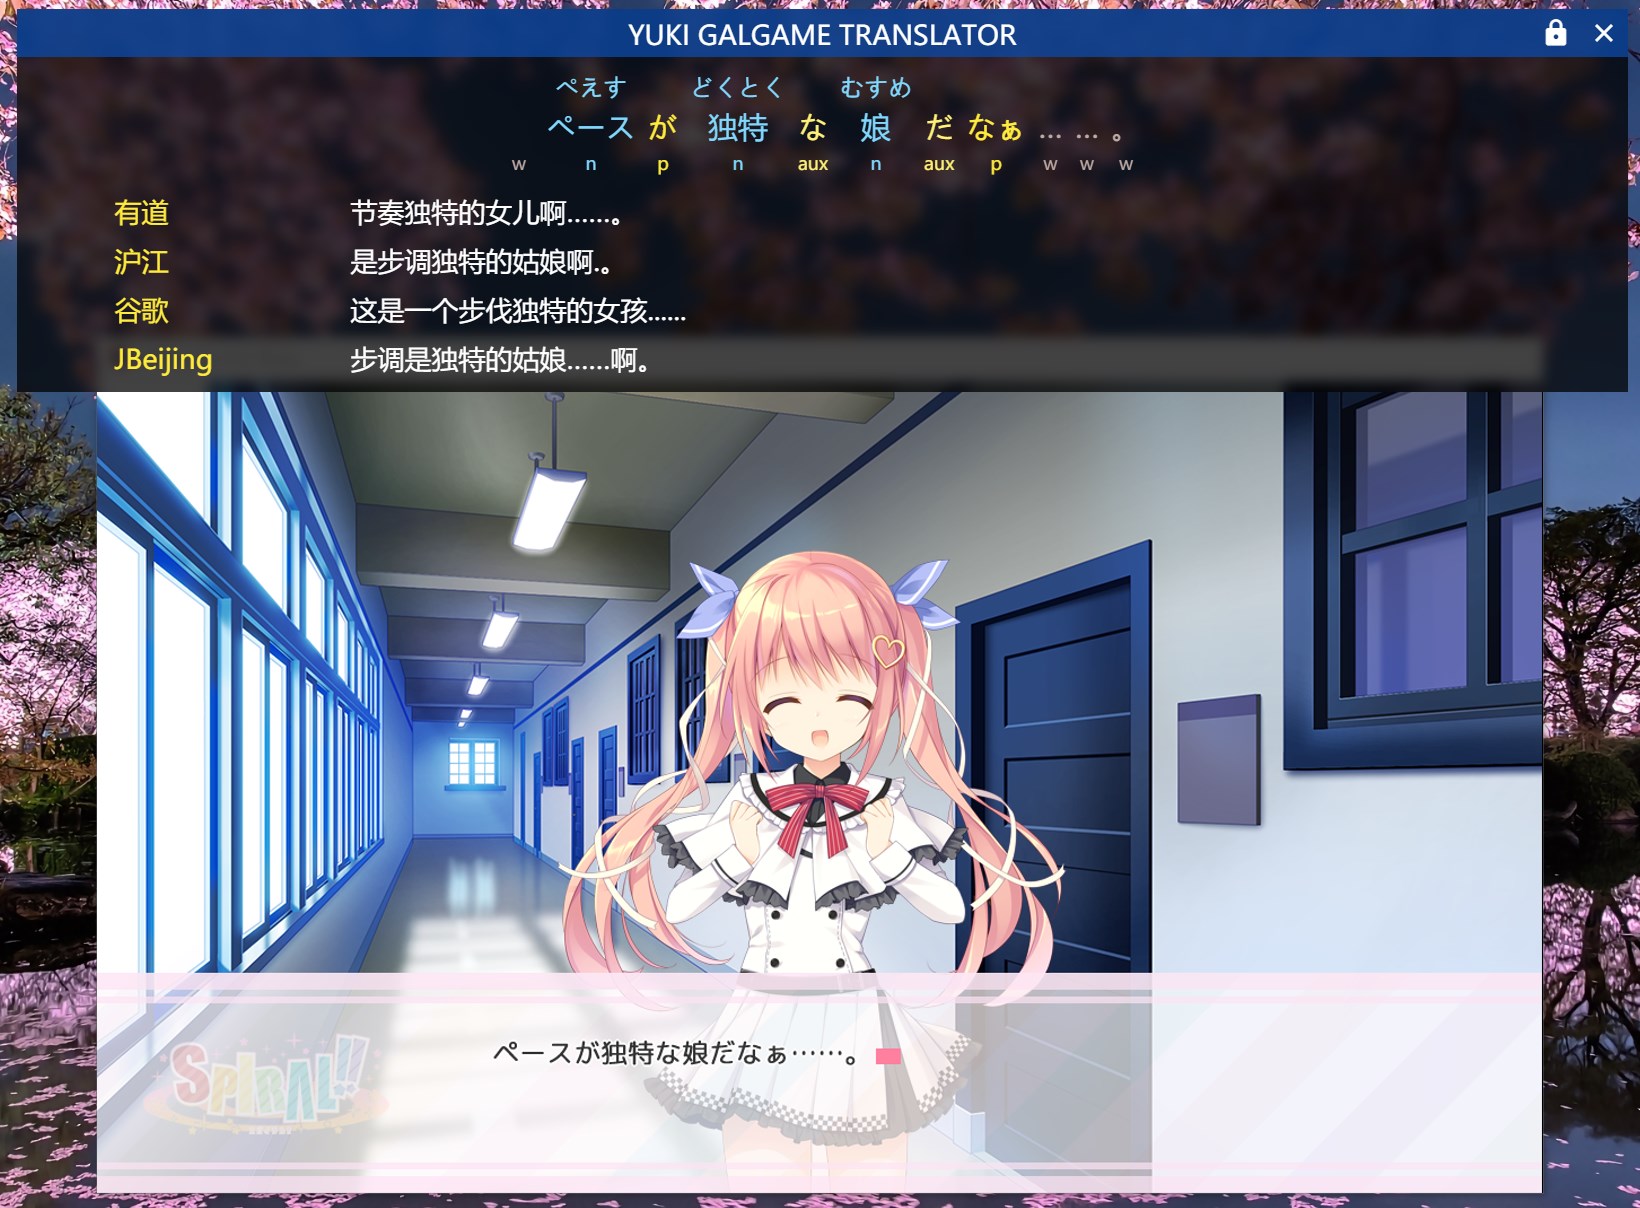 YUKI GALGAME TRANSLATOR
ぺえす どくとく むすめ
ペース が 独特 な 娘 だ なぁ … … 。
w n p n aux n aux p w w w
有道 节奏独特的女儿啊……。
沪江 是步调独特的姑娘啊.。
谷歌 这是一个步伐独特的女孩......
JBeijing 步调是独特的姑娘……啊。
ペースが独特な娘だなぁ……。
SPIRAL!!